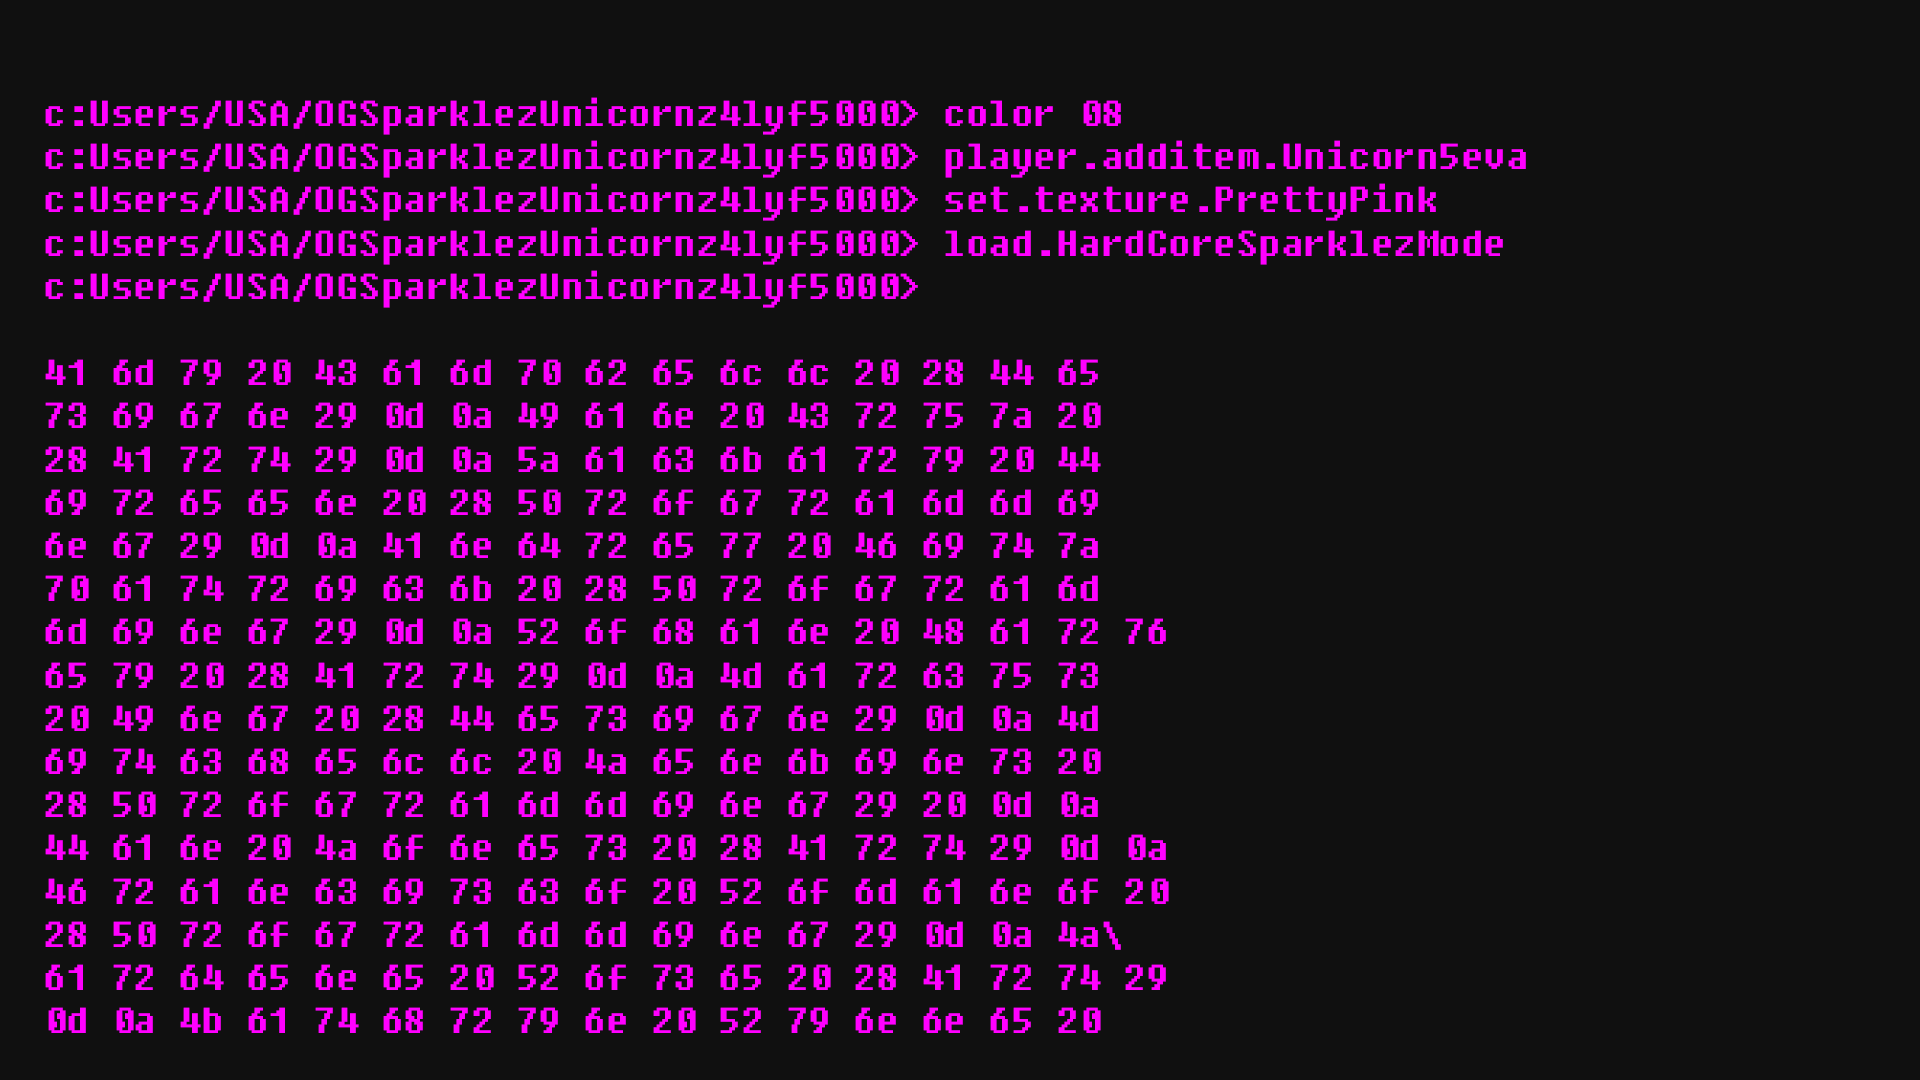 c:Users/USA/OGSparklezUnicornz4lyf5000> color 08
c:Users/USA/OGSparklezUnicornz4lyf5000> player.additem.Unicorn5eva
c:Users/USA/OGSparklezUnicornz4lyf5000> set.texture.PrettyPink
c:Users/USA/OGSparklezUnicornz4lyf5000> load.HardCoreSparklezMode
c:Users/USA/OGSparklezUnicornz4lyf5000>
41 6d 79 20 43 61 6d 70 62 65 6c 6c 20 28 44 65
73 69 67 6e 29 0d 0a 49 61 6e 20 43 72 75 7a 20
28 41 72 74 29 0d 0a 5a 61 63 6b 61 72 79 20 44
69 72 65 65 6e 20 28 50 72 6f 67 72 61 6d 6d 69
6e 67 29 0d 0a 41 6e 64 72 65 77 20 46 69 74 7a
70 61 74 72 69 63 6b 20 28 50 72 6f 67 72 61 6d
6d 69 6e 67 29 0d 0a 52 6f 68 61 6e 20 48 61 72 76
65 79 20 28 41 72 74 29 0d 0a 4d 61 72 63 75 73
20 49 6e 67 20 28 44 65 73 69 67 6e 29 0d 0a 4d
69 74 63 68 65 6c 6c 20 4a 65 6e 6b 69 6e 73 20
28 50 72 6f 67 72 61 6d 6d 69 6e 67 29 20 0d 0a
44 61 6e 20 4a 6f 6e 65 73 20 28 41 72 74 29 0d 0a
46 72 61 6e 63 69 73 63 6f 20 52 6f 6d 61 6e 6f 20
28 50 72 6f 67 72 61 6d 6d 69 6e 67 29 0d 0a 4a\
61 72 64 65 6e 65 20 52 6f 73 65 20 28 41 72 74 29
0d 0a 4b 61 74 68 72 79 6e 20 52 79 6e 6e 65 20